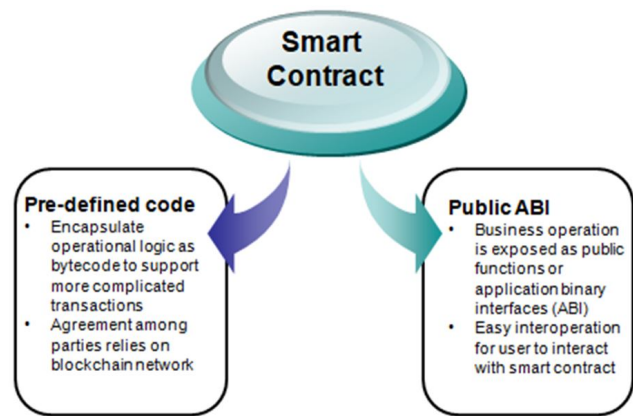 Smart
Contract
Pre-defined code
• Encapsulate
operational logic as
bytecode to support
more complicated
transactions
• Agreement among
parties relies on
blockchain network
Public ABI
• Business operation
is exposed as public
functions or
application binary
interfaces (ABI)
• Easy interoperation
for user to interact
with smart contract